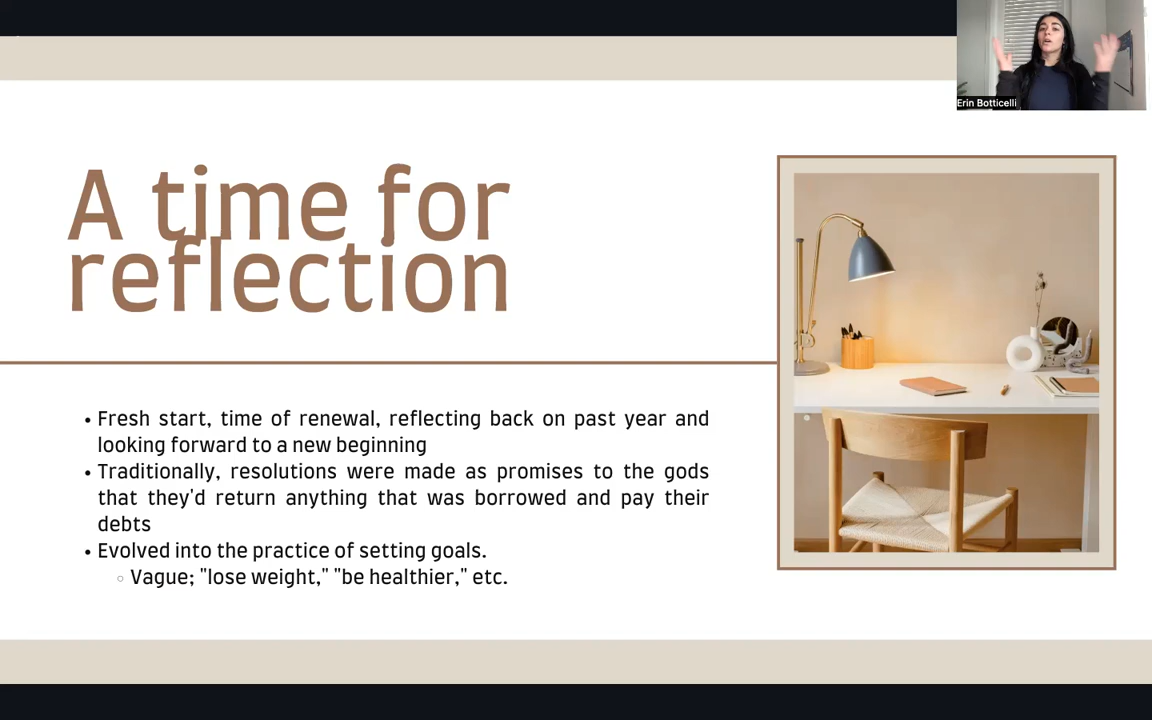 Erin Botticelli
A time for
reflection
• Fresh start, time of renewal, reflecting back on past year and
looking forward to a new beginning
• Traditionally, resolutions were made as promises to the gods
that they'd return anything that was borrowed and pay their
debts
• Evolved into the practice of setting goals.
○ Vague; "lose weight," "be healthier," etc.